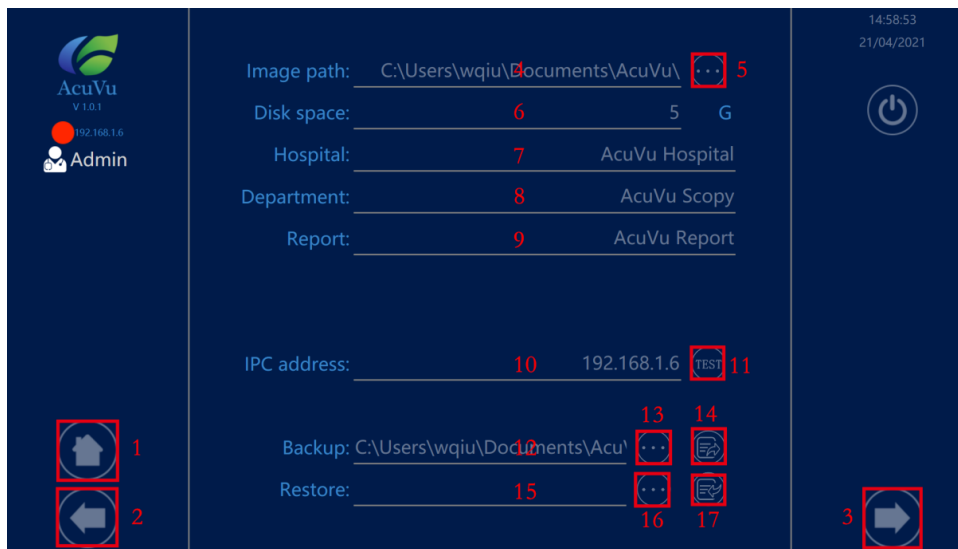 14:58:53
21/04/2021
AcuVu
V 1.0.1
192.168.1.6
Admin
Image path: C:\Users\wqiu\Documents\AcuVu\ 4 ... 5
Disk space: 6 5 G
Hospital: 7 AcuVu Hospital
Department: 8 AcuVu Scopy
Report: 9 AcuVu Report
IPC address: 10 192.168.1.6 TEST 11
13 14
1 Backup: C:\Users\wqiu\Documents\Acu 12 ...
Restore: 15 ...
2 16 17 3